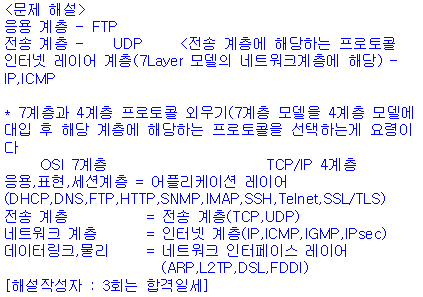 <문제 해설>
응용 계층 - FTP
전송 계층 - UDP <전송 계층에 해당하는 프로토콜
인터넷 레이어 계층(7Layer 모델의 네트워크계층에 해당) -
IP,ICMP
* 7계층과 4계층 프로토콜 외우기(7계층 모델을 4계층 모델에
대입 후 해당 계층에 해당하는 프로토콜을 선택하는게 요령이
다
OSI 7계층 TCP/IP 4계층
응용,표현,세션계층 = 어플리케이션 레이어
(DHCP,DNS,FTP,HTTP,SNMP,IMAP,SSH,Telnet,SSL/TLS)
전송 계층 = 전송 계층(TCP,UDP)
네트워크 계층 = 인터넷 계층(IP,ICMP,IGMP,IPsec)
데이터링크,물리 = 네트워크 인터페이스 레이어
(ARP,L2TP,DSL,FDDI)
[해설작성자 : 3회는 합격일세]